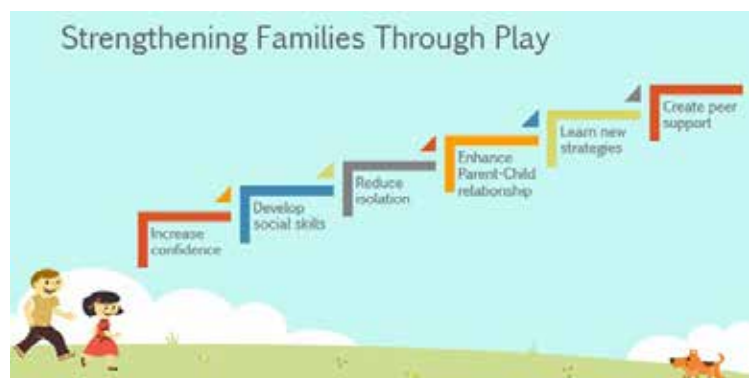 Strengthening Families Through Play
Increase
confidence
Develop
social skills
Reduce
isolation
Enhance
Parent-Child
relationship
Learn new
strategies
Create peer
support